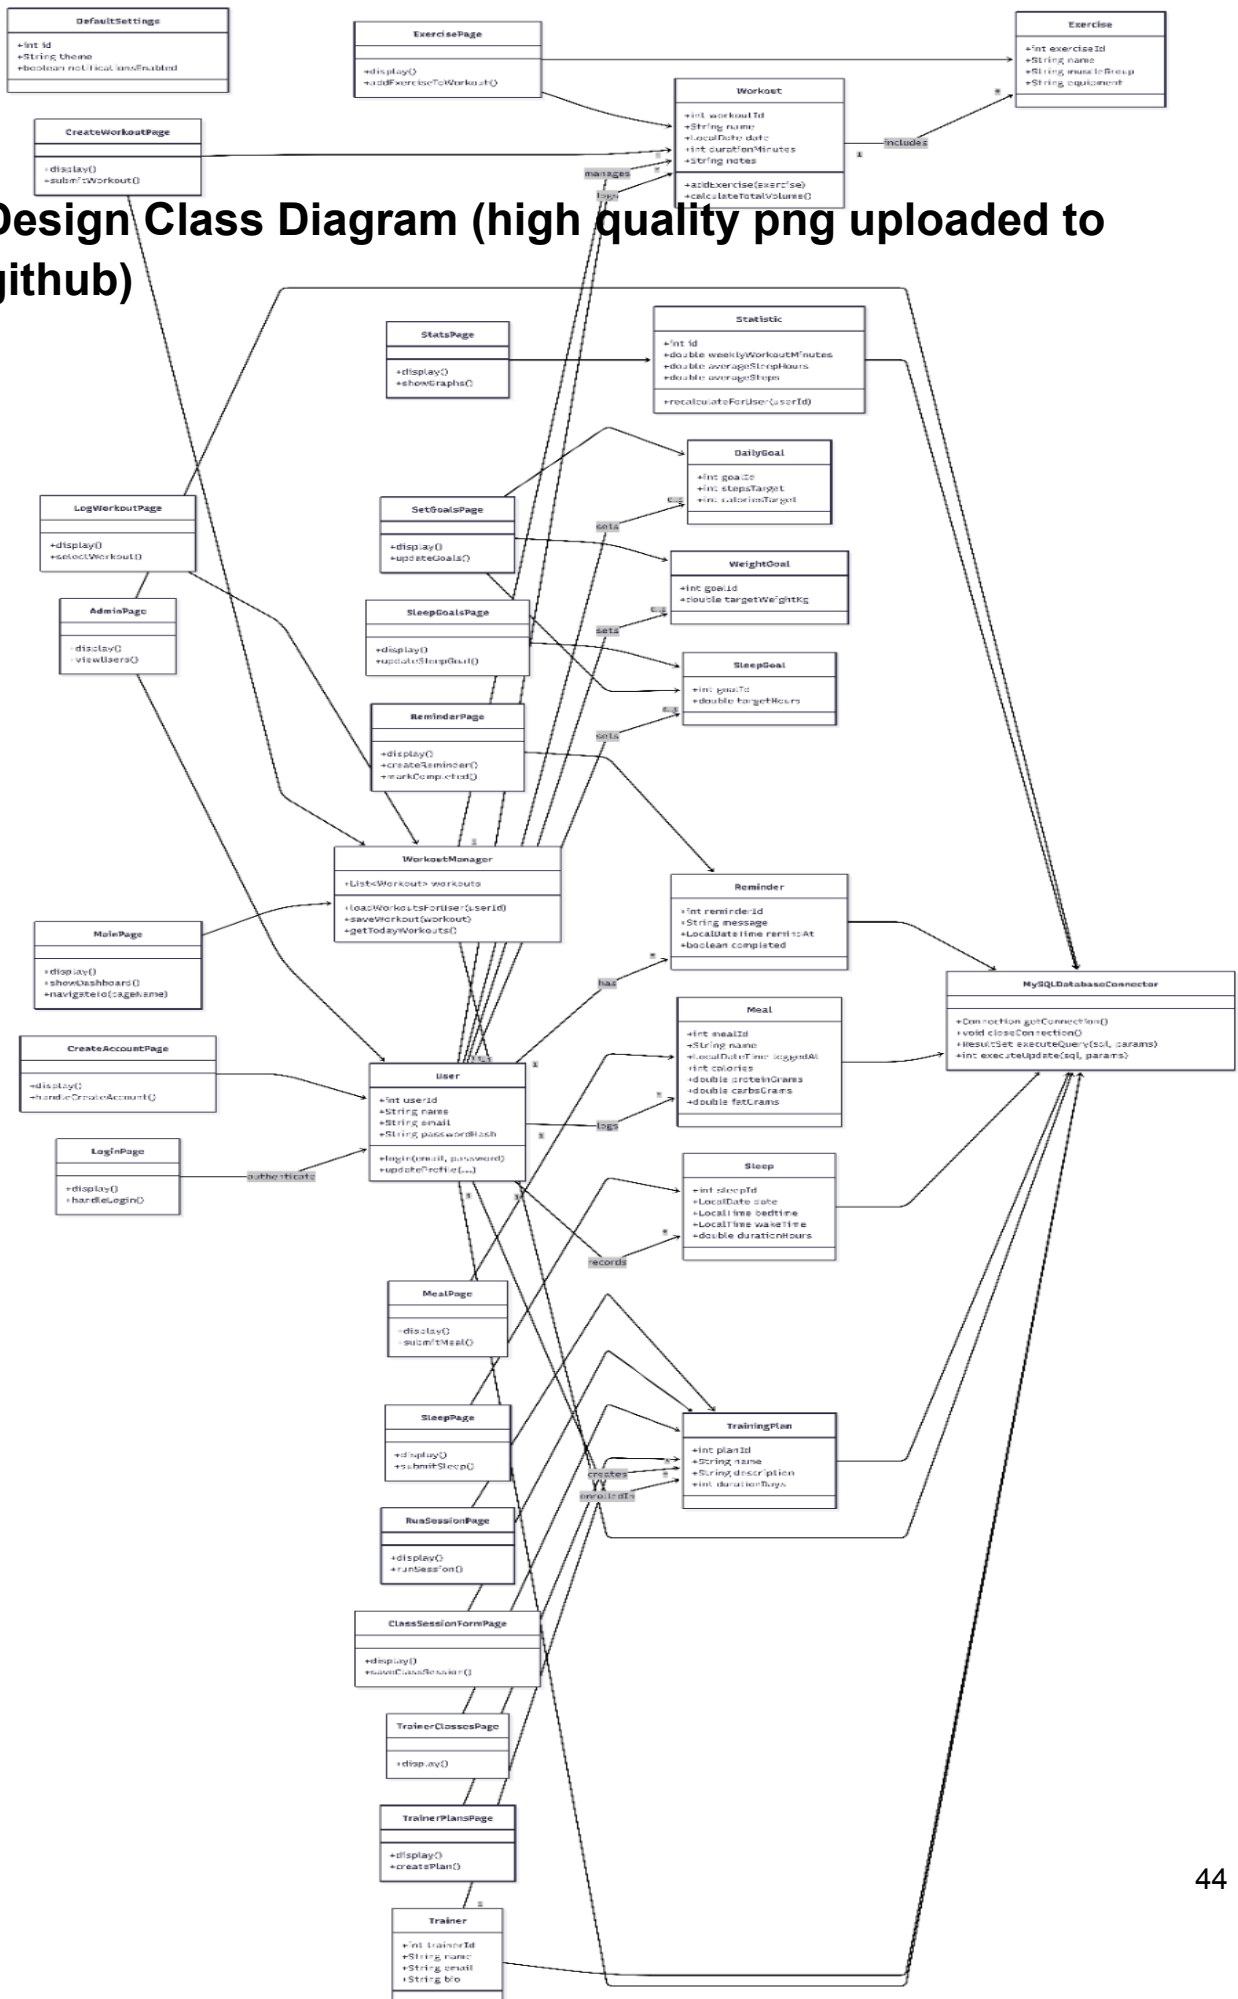 DefaultSettings
+int id
+String theme
+boolean notificationsEnabled
ExercisePage
+display()
+addExerciseToWorkout()
Exercise
+int exerciseId
+String name
+String muscleGroup
+String equipment
Workout
+int workoutId
+String name
+LocalDate date
+int durationMinutes
+String notes
+addExercise(exercise)
+calculateTotalVolume()
includes
*
1
CreateWorkoutPage
+display()
+submitWorkout()
manages
logs
Design Class Diagram (high quality png uploaded to
github)
StatsPage
+display()
+showGraphs()
Statistic
+int id
+double weeklyWorkoutMinutes
+double averageSleepHours
+double averageSteps
+recalculateForUser(userId)
DailyGoal
+int goalId
+int stepsTarget
+int caloriesTarget
sets
LogWorkoutPage
+display()
+selectWorkout()
SetGoalsPage
+display()
+updateGoals()
WeightGoal
+int goalId
+double targetWeightKg
sets
AdminPage
+display()
+viewUsers()
SleepGoalsPage
+display()
+updateSleepGoal()
SleepGoal
+int goalId
+double targetHours
sets
ReminderPage
+display()
+createReminder()
+markCompleted()
WorkoutManager
+List<Workout> workouts
+loadWorkoutsForUser(userId)
+saveWorkout(workout)
+getTodayWorkouts()
Reminder
+int reminderId
+String message
+LocalDateTime remindAt
+boolean completed
MainPage
+display()
+showDashboard()
+navigateTo(pageName)
has
MySQLDatabaseConnector
+Connection getConnection()
+void closeConnection()
+ResultSet executeQuery(sql, params)
+int executeUpdate(sql, params)
Meal
+int mealId
+String name
+LocalDateTime loggedAt
+int calories
+double proteinGrams
+double carbsGrams
+double fatGrams
CreateAccountPage
+display()
+handleCreateAccount()
User
+int userId
+String name
+String email
+String passwordHash
+login(email, password)
+updateProfile(...)
1
logs
1
LoginPage
+display()
+handleLogin()
authenticate
Sleep
+int sleepId
+LocalDate date
+LocalTime bedtime
+LocalTime wakeTime
+double durationHours
records
MealPage
+display()
+submitMeal()
SleepPage
+display()
+submitSleep()
TrainingPlan
+int planId
+String name
+String description
+int durationDays
creates
enrolledIn
RunSessionPage
+display()
+runSession()
ClassSessionFormPage
+display()
+saveClassSession()
TrainerClassesPage
+display()
TrainerPlansPage
+display()
+createPlan()
Trainer
+int trainerId
+String name
+String email
+String bio
44